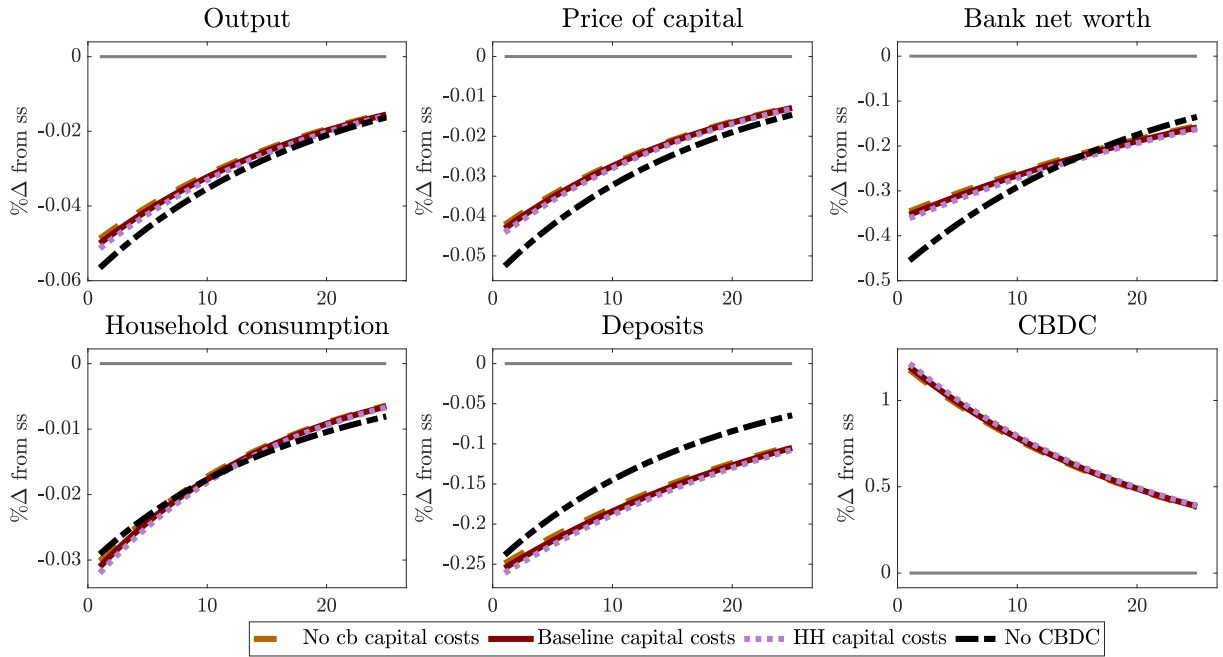 Output
Price of capital
Bank net worth
%Δ from ss
0
-0.02
-0.04
-0.06
0
10
20
%Δ from ss
0
-0.01
-0.02
-0.03
-0.04
-0.05
0
10
20
%Δ from ss
0
-0.1
-0.2
-0.3
-0.4
-0.5
0
10
20
Household consumption
Deposits
CBDC
%Δ from ss
0
-0.01
-0.02
-0.03
0
10
20
%Δ from ss
0
-0.05
-0.1
-0.15
-0.2
-0.25
0
10
20
%Δ from ss
1
0.5
0
0
10
20
No cb capital costs
Baseline capital costs
HH capital costs
No CBDC